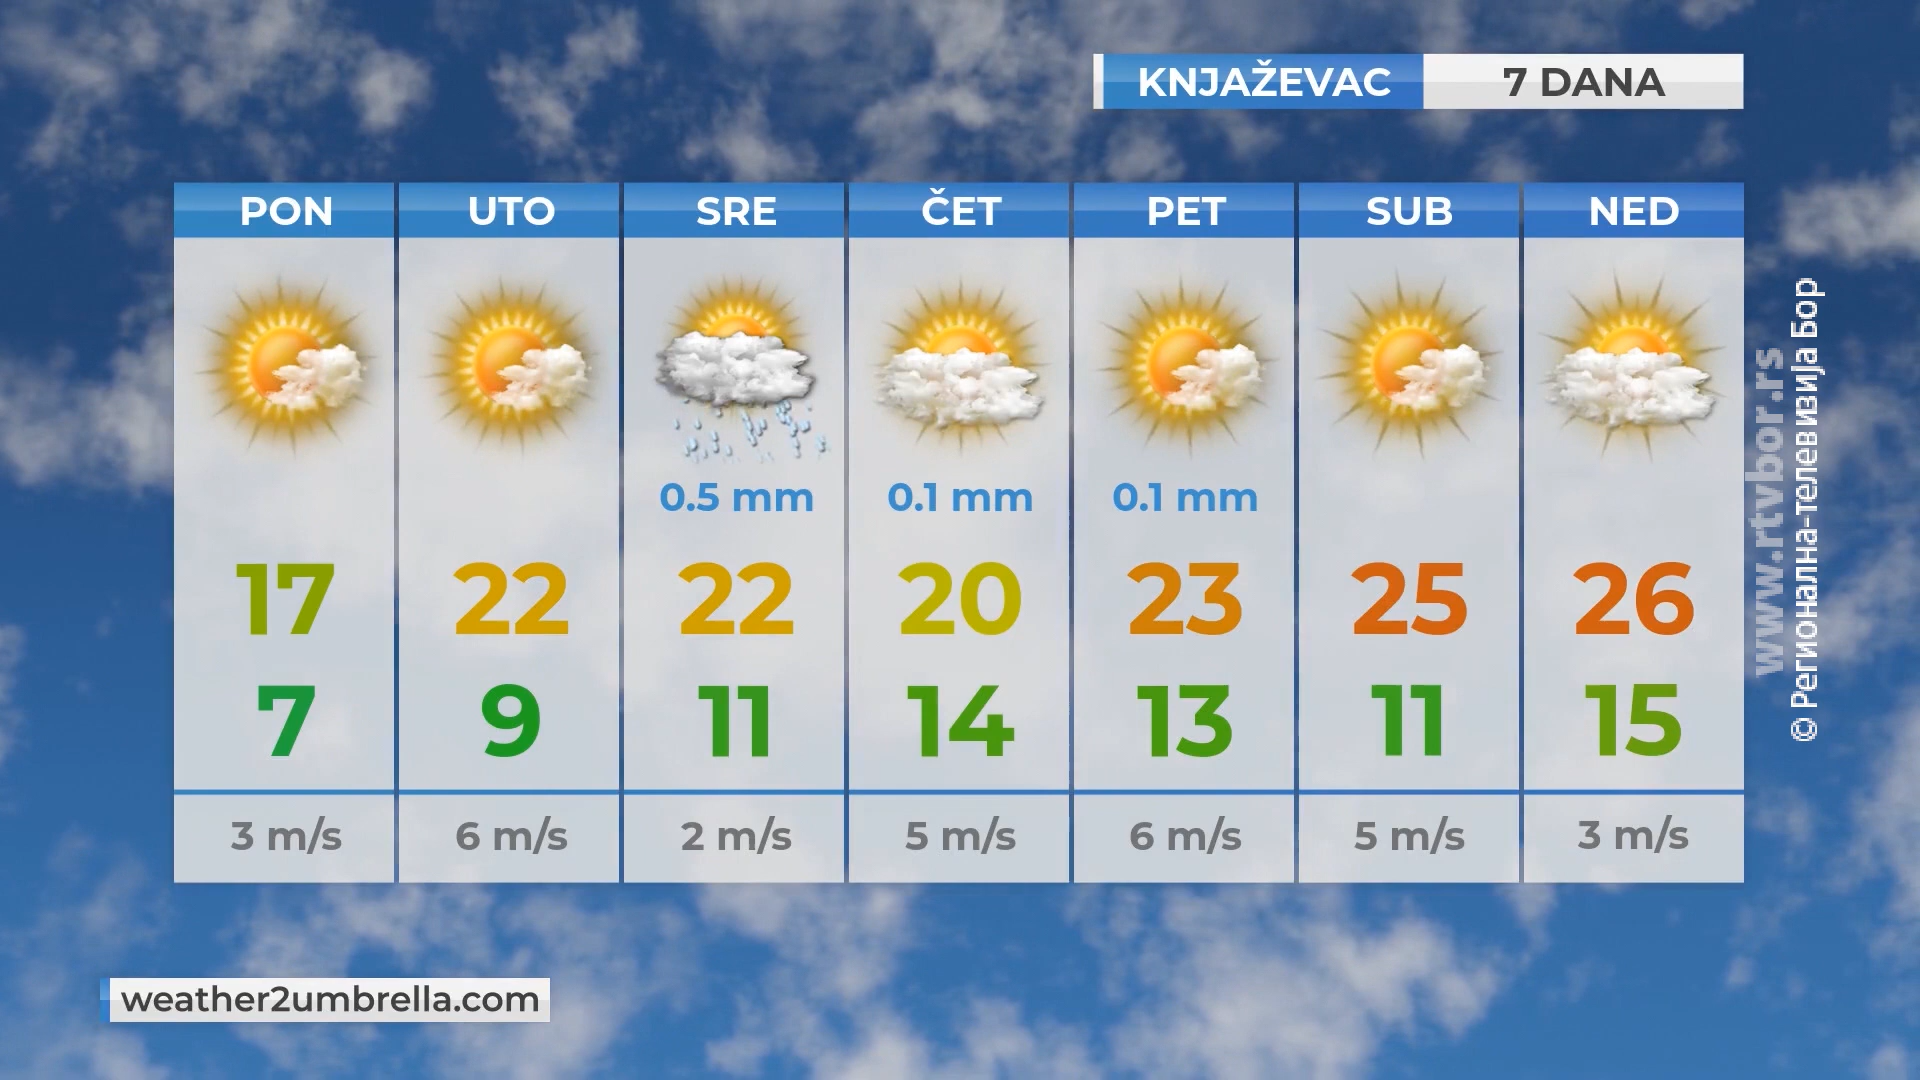 KNJAŽEVAC 7 DANA
PON UTO SRE ČET PET SUB NED
0.5 mm 0.1 mm 0.1 mm
17 22 22 20 23 25 26
7 9 11 14 13 11 15
3 m/s 6 m/s 2 m/s 5 m/s 6 m/s 5 m/s 3 m/s
weather2umbrella.com
www.rtvbor.rs
© Регионална-телевизија Бор